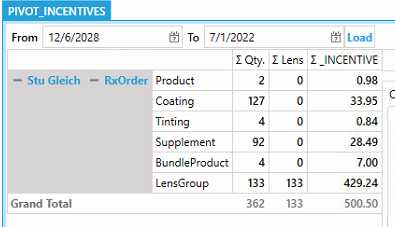 PIVOT_INCENTIVES
From 12/6/2028 To 7/1/2022 Load
Σ Qty. Σ Lens Σ _INCENTIVE
Stu Gleich RxOrder Product 2 0 0.98
Coating 127 0 33.95
Tinting 4 0 0.84
Supplement 92 0 28.49
BundleProduct 4 0 7.00
LensGroup 133 133 429.24
Grand Total 362 133 500.50